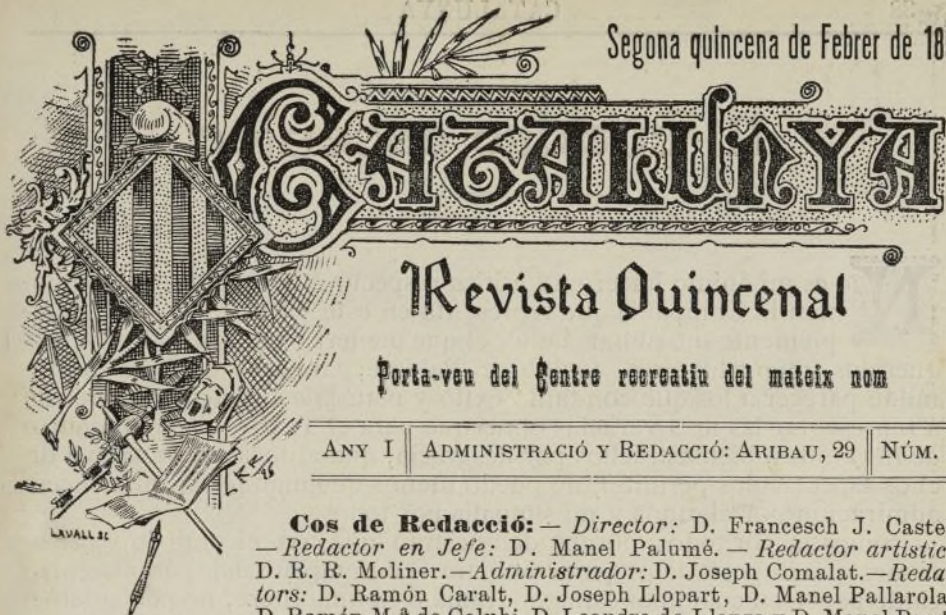 Segona quincena de Febrer de 18
CATALUNYA
Revista Quincenal
Porta-veu del Centre recreatiu del mateix nom
ANY I ADMINISTRACIÓ Y REDACCIÓ: ARIBAU, 29 NÚM.
LAVALL Sc
Cos de Redacció: — Director: D. Francesch J. Caste
—Redactor en Jefe: D. Manel Palumé. — Redactor artístic
D. R. R. Moliner.—Administrador: D. Joseph Comalat.—Reda
tors: D. Ramón Caralt, D. Joseph Llopart, D. Manel Pallarola